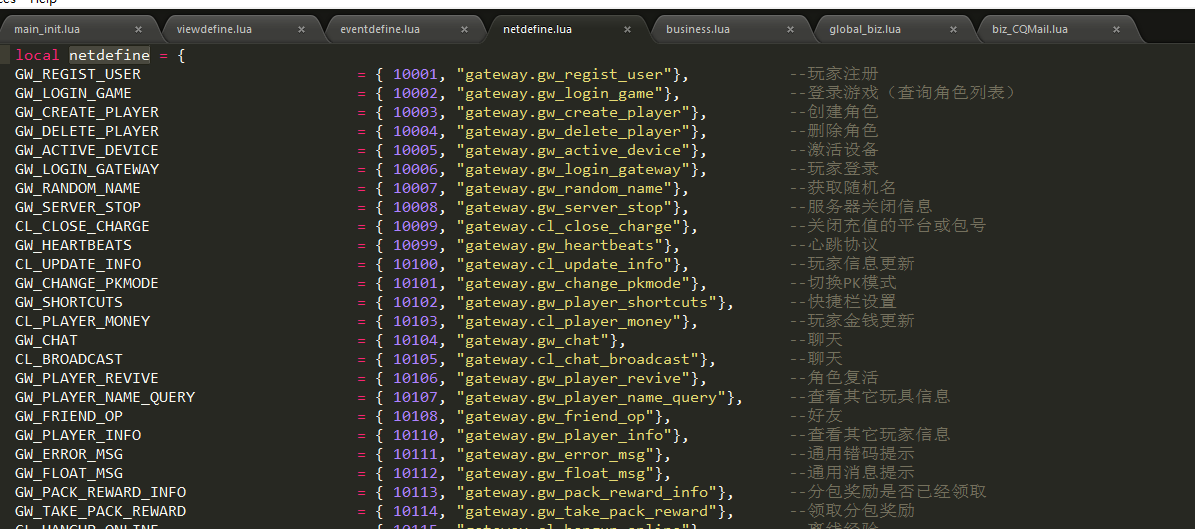 Help
main_init.lua × viewdefine.lua × eventdefine.lua × netdefine.lua × business.lua × global_biz.lua × biz_CQMail.lua ×
local netdefine = {
GW_REGIST_USER = { 10001, "gateway.gw_regist_user"}, --玩家注册
GW_LOGIN_GAME = { 10002, "gateway.gw_login_game"}, --登录游戏（查询角色列表）
GW_CREATE_PLAYER = { 10003, "gateway.gw_create_player"}, --创建角色
GW_DELETE_PLAYER = { 10004, "gateway.gw_delete_player"}, --删除角色
GW_ACTIVE_DEVICE = { 10005, "gateway.gw_active_device"}, --激活设备
GW_LOGIN_GATEWAY = { 10006, "gateway.gw_login_gateway"}, --玩家登录
GW_RANDOM_NAME = { 10007, "gateway.gw_random_name"}, --获取随机名
GW_SERVER_STOP = { 10008, "gateway.gw_server_stop"}, --服务器关闭信息
CL_CLOSE_CHARGE = { 10009, "gateway.cl_close_charge"}, --关闭充值的平台或包号
GW_HEARTBEATS = { 10099, "gateway.gw_heartbeats"}, --心跳协议
CL_UPDATE_INFO = { 10100, "gateway.cl_update_info"}, --玩家信息更新
GW_CHANGE_PKMODE = { 10101, "gateway.gw_change_pkmode"}, --切换PK模式
GW_SHORTCUTS = { 10102, "gateway.gw_player_shortcuts"}, --快捷栏设置
CL_PLAYER_MONEY = { 10103, "gateway.cl_player_money"}, --玩家金钱更新
GW_CHAT = { 10104, "gateway.gw_chat"}, --聊天
CL_BROADCAST = { 10105, "gateway.cl_chat_broadcast"}, --聊天
GW_PLAYER_REVIVE = { 10106, "gateway.gw_player_revive"}, --角色复活
GW_PLAYER_NAME_QUERY = { 10107, "gateway.gw_player_name_query"}, --查看其它玩具信息
GW_FRIEND_OP = { 10108, "gateway.gw_friend_op"}, --好友
GW_PLAYER_INFO = { 10110, "gateway.gw_player_info"}, --查看其它玩家信息
GW_ERROR_MSG = { 10111, "gateway.gw_error_msg"}, --通用错码提示
GW_FLOAT_MSG = { 10112, "gateway.gw_float_msg"}, --通用消息提示
GW_PACK_REWARD_INFO = { 10113, "gateway.gw_pack_reward_info"}, --分包奖励是否已经领取
GW_TAKE_PACK_REWARD = { 10114, "gateway.gw_take_pack_reward"}, --领取分包奖励